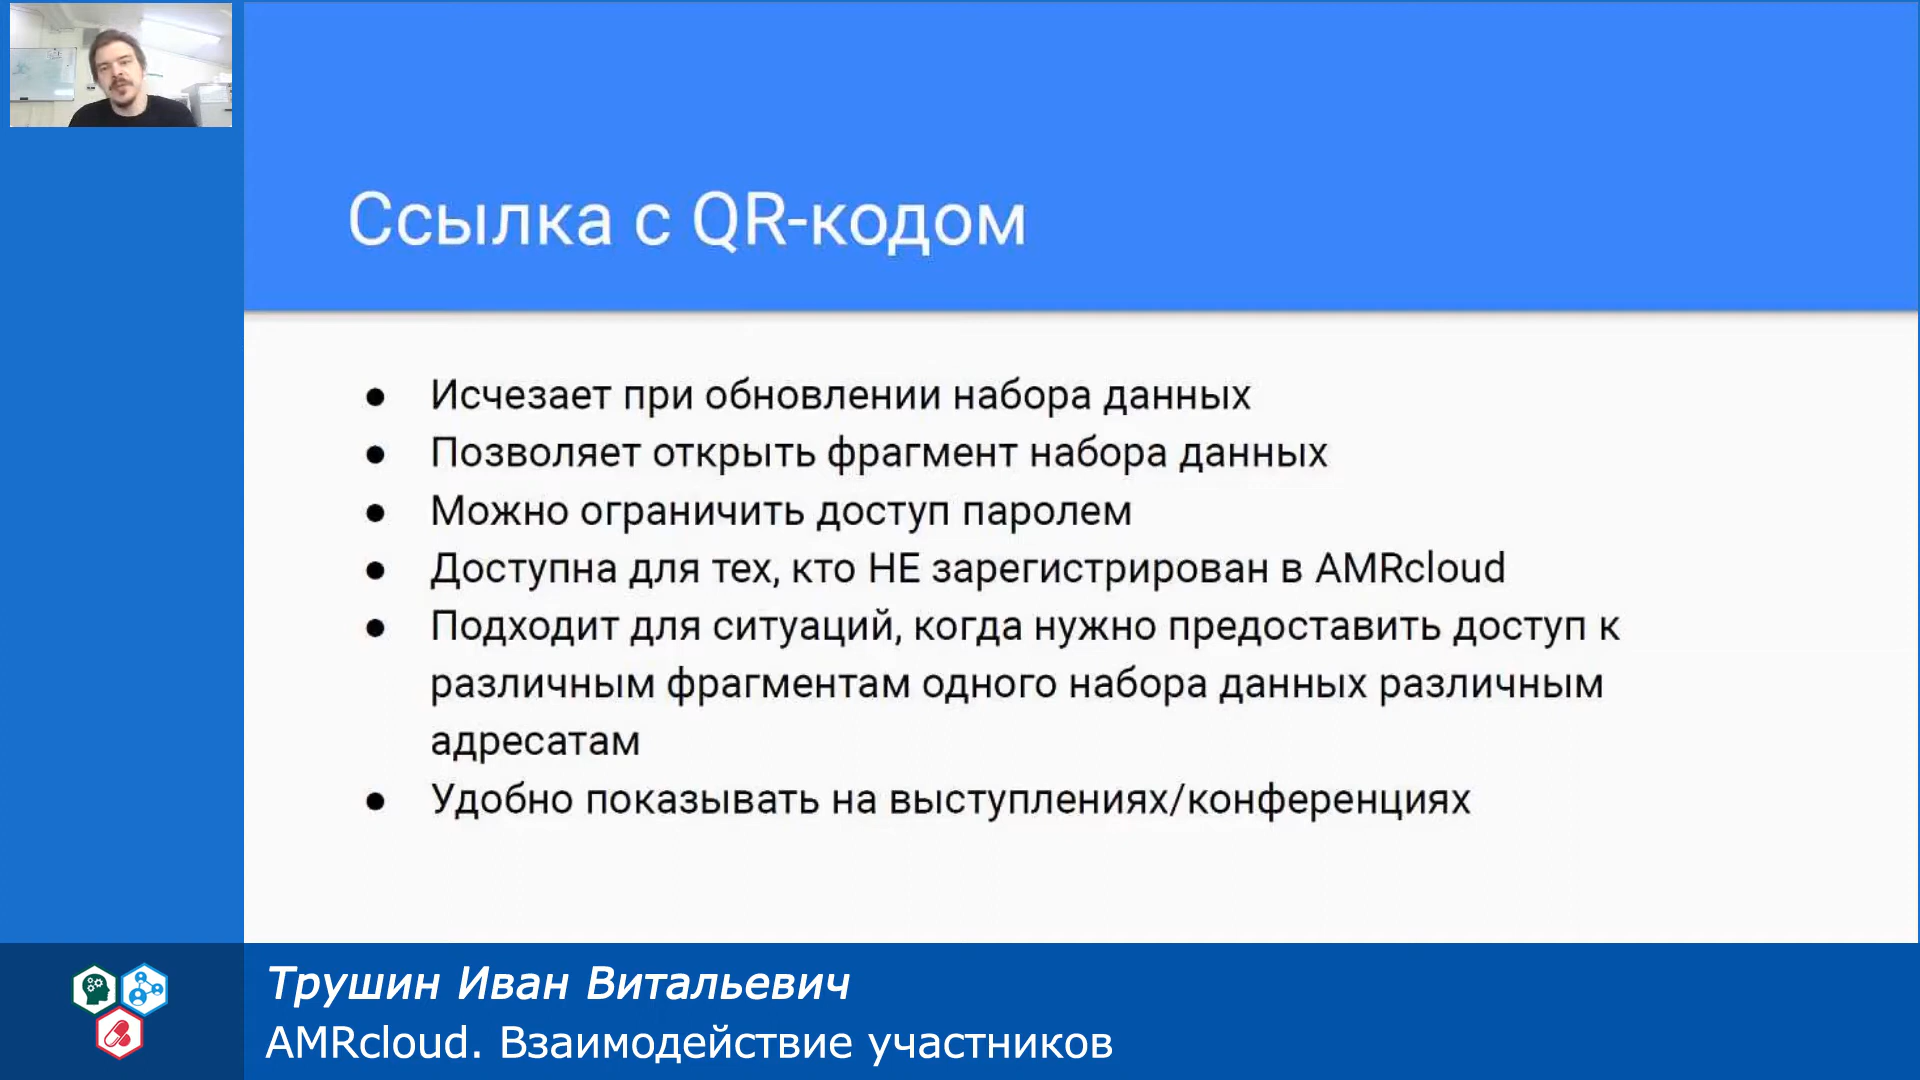 Ссылка с QR-кодом
● Исчезает при обновлении набора данных
● Позволяет открыть фрагмент набора данных
● Можно ограничить доступ паролем
● Доступна для тех, кто НЕ зарегистрирован в AMRcloud
● Подходит для ситуаций, когда нужно предоставить доступ к
различным фрагментам одного набора данных различным
адресатам
● Удобно показывать на выступлениях/конференциях
Трушин Иван Витальевич
AMRcloud. Взаимодействие участников